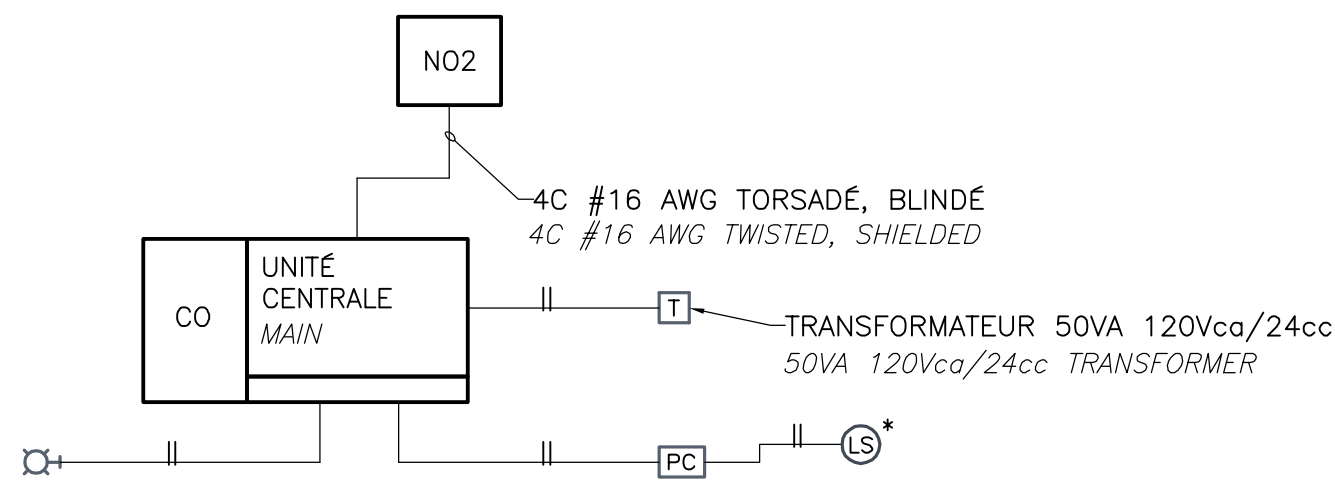 NO2
4C #16 AWG TORSADÉ, BLINDÉ
4C #16 AWG TWISTED, SHIELDED
CO
UNITÉ
CENTRALE
MAIN
T
TRANSFORMATEUR 50VA 120Vca/24cc
50VA 120Vca/24cc TRANSFORMER
PC
LS*